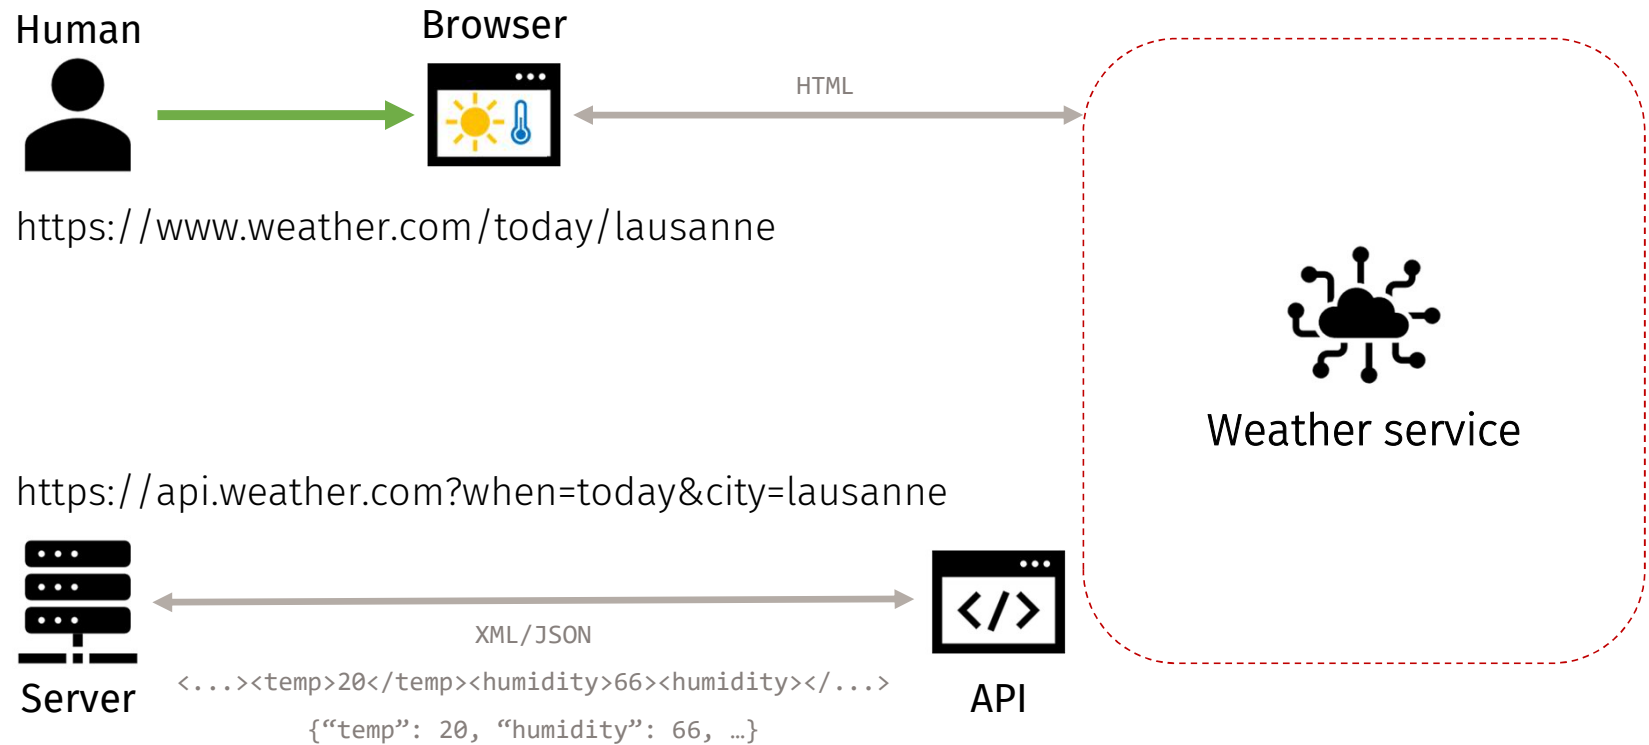 Human
Browser
HTML
https://www.weather.com/today/lausanne
Weather service
https://api.weather.com?when=today&city=lausanne
</>
XML/JSON
<...><temp>20</temp><humidity>66><humidity></...>
{“temp”: 20, “humidity”: 66, …}
Server
API